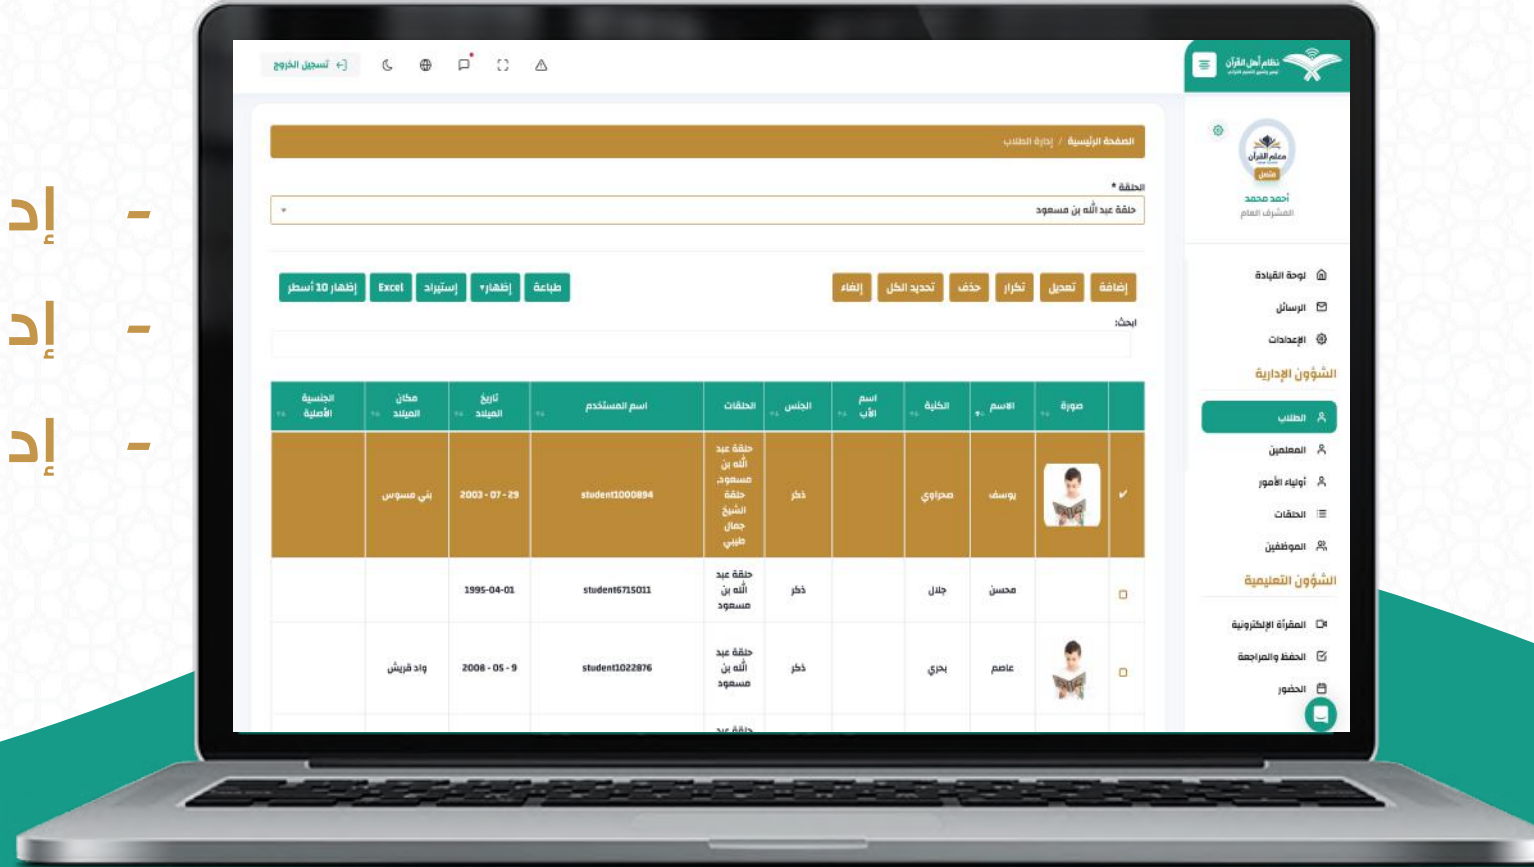 - إد
- إد
- إد
نظام أهل القرآن
تسجيل الخروج
معلم القرآن
متصل
أحمد محمد
المشرف العام
لوحة القيادة
الرسائل
الإعدادات
الشؤون الإدارية
الطلاب
المعلمين
أولياء الأمور
الحلقات
الموظفين
الشؤون التعليمية
المقرأة الإلكترونية
الحفظ والمراجعة
الحضور
الصفحة الرئيسية / إدارة الطلاب
الحلقة *
حلقة عبد الله بن مسعود
إضافة تعديل تكرار حذف تحديد الكل إلغاء طباعة إظهار إستيراد Excel إظهار 10 أسطر
ابحث:
صورة الاسم الكنية اسم الأب الجنس الحلقات اسم المستخدم تاريخ الميلاد مكان الميلاد الجنسية الأصلية
يوسف صحراوي ذكر حلقة عبد الله بن مسعود, حلقة الشيخ جمال طيبي student1000894 2003 - 07 - 29 بني مسوس
محسن جلال ذكر حلقة عبد الله بن مسعود student6715011 1995-04-01
عاصم بحري ذكر حلقة عبد الله بن مسعود student1022876 2008 - 05 - 9 واد قريش
حلقة عبد